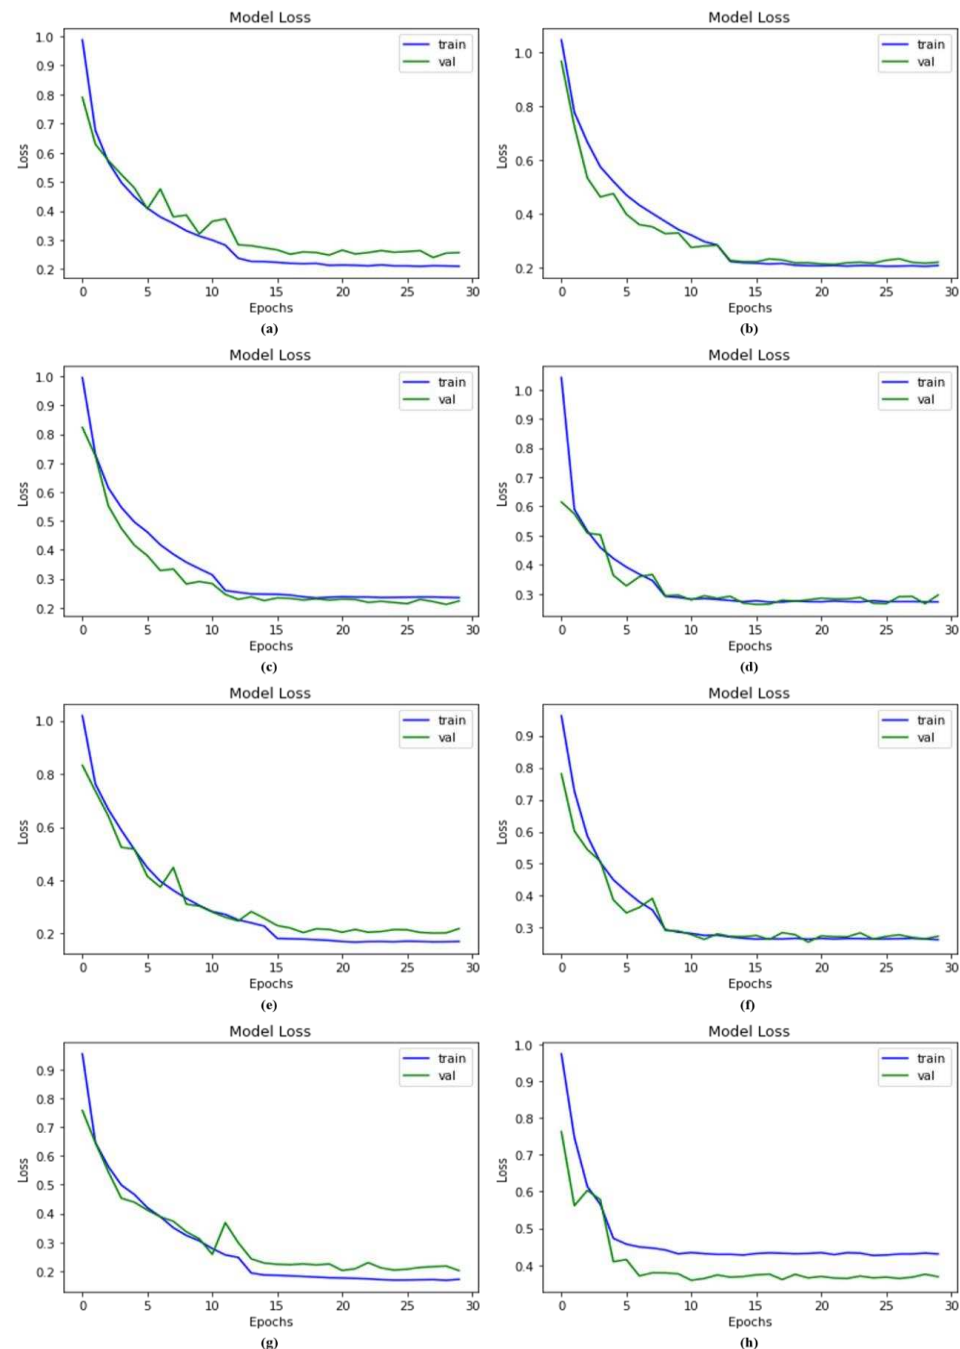 Model Loss Model Loss
1.0 train 1.0 train
0.9 val val
0.8 0.8
0.7
0.6 0.6
0.5
0.4 0.4
0.3
0.2 0.2
Loss Loss
0 5 10 15 20 25 30 0 5 10 15 20 25 30
Epochs Epochs
(a) (b)
Model Loss Model Loss
1.0 train 1.0 train
0.9 val 0.9 val
0.8 0.8
0.7 0.7
0.6 0.6
0.5 0.5
0.4 0.4
0.3 0.3
0.2
Loss Loss
0 5 10 15 20 25 30 0 5 10 15 20 25 30
Epochs Epochs
(c) (d)
Model Loss Model Loss
1.0 train 0.9 train
0.8 val 0.8 val
0.7
0.6 0.6
0.5
0.4 0.4
0.2 0.3
Loss Loss
0 5 10 15 20 25 30 0 5 10 15 20 25 30
Epochs Epochs
(e) (f)
Model Loss Model Loss
0.9 train 1.0 train
0.8 val 0.9 val
0.7 0.8
0.6 0.7
0.5 0.6
0.4 0.5
0.3 0.4
0.2
Loss Loss
0 5 10 15 20 25 30 0 5 10 15 20 25 30
Epochs Epochs
(g) (h)